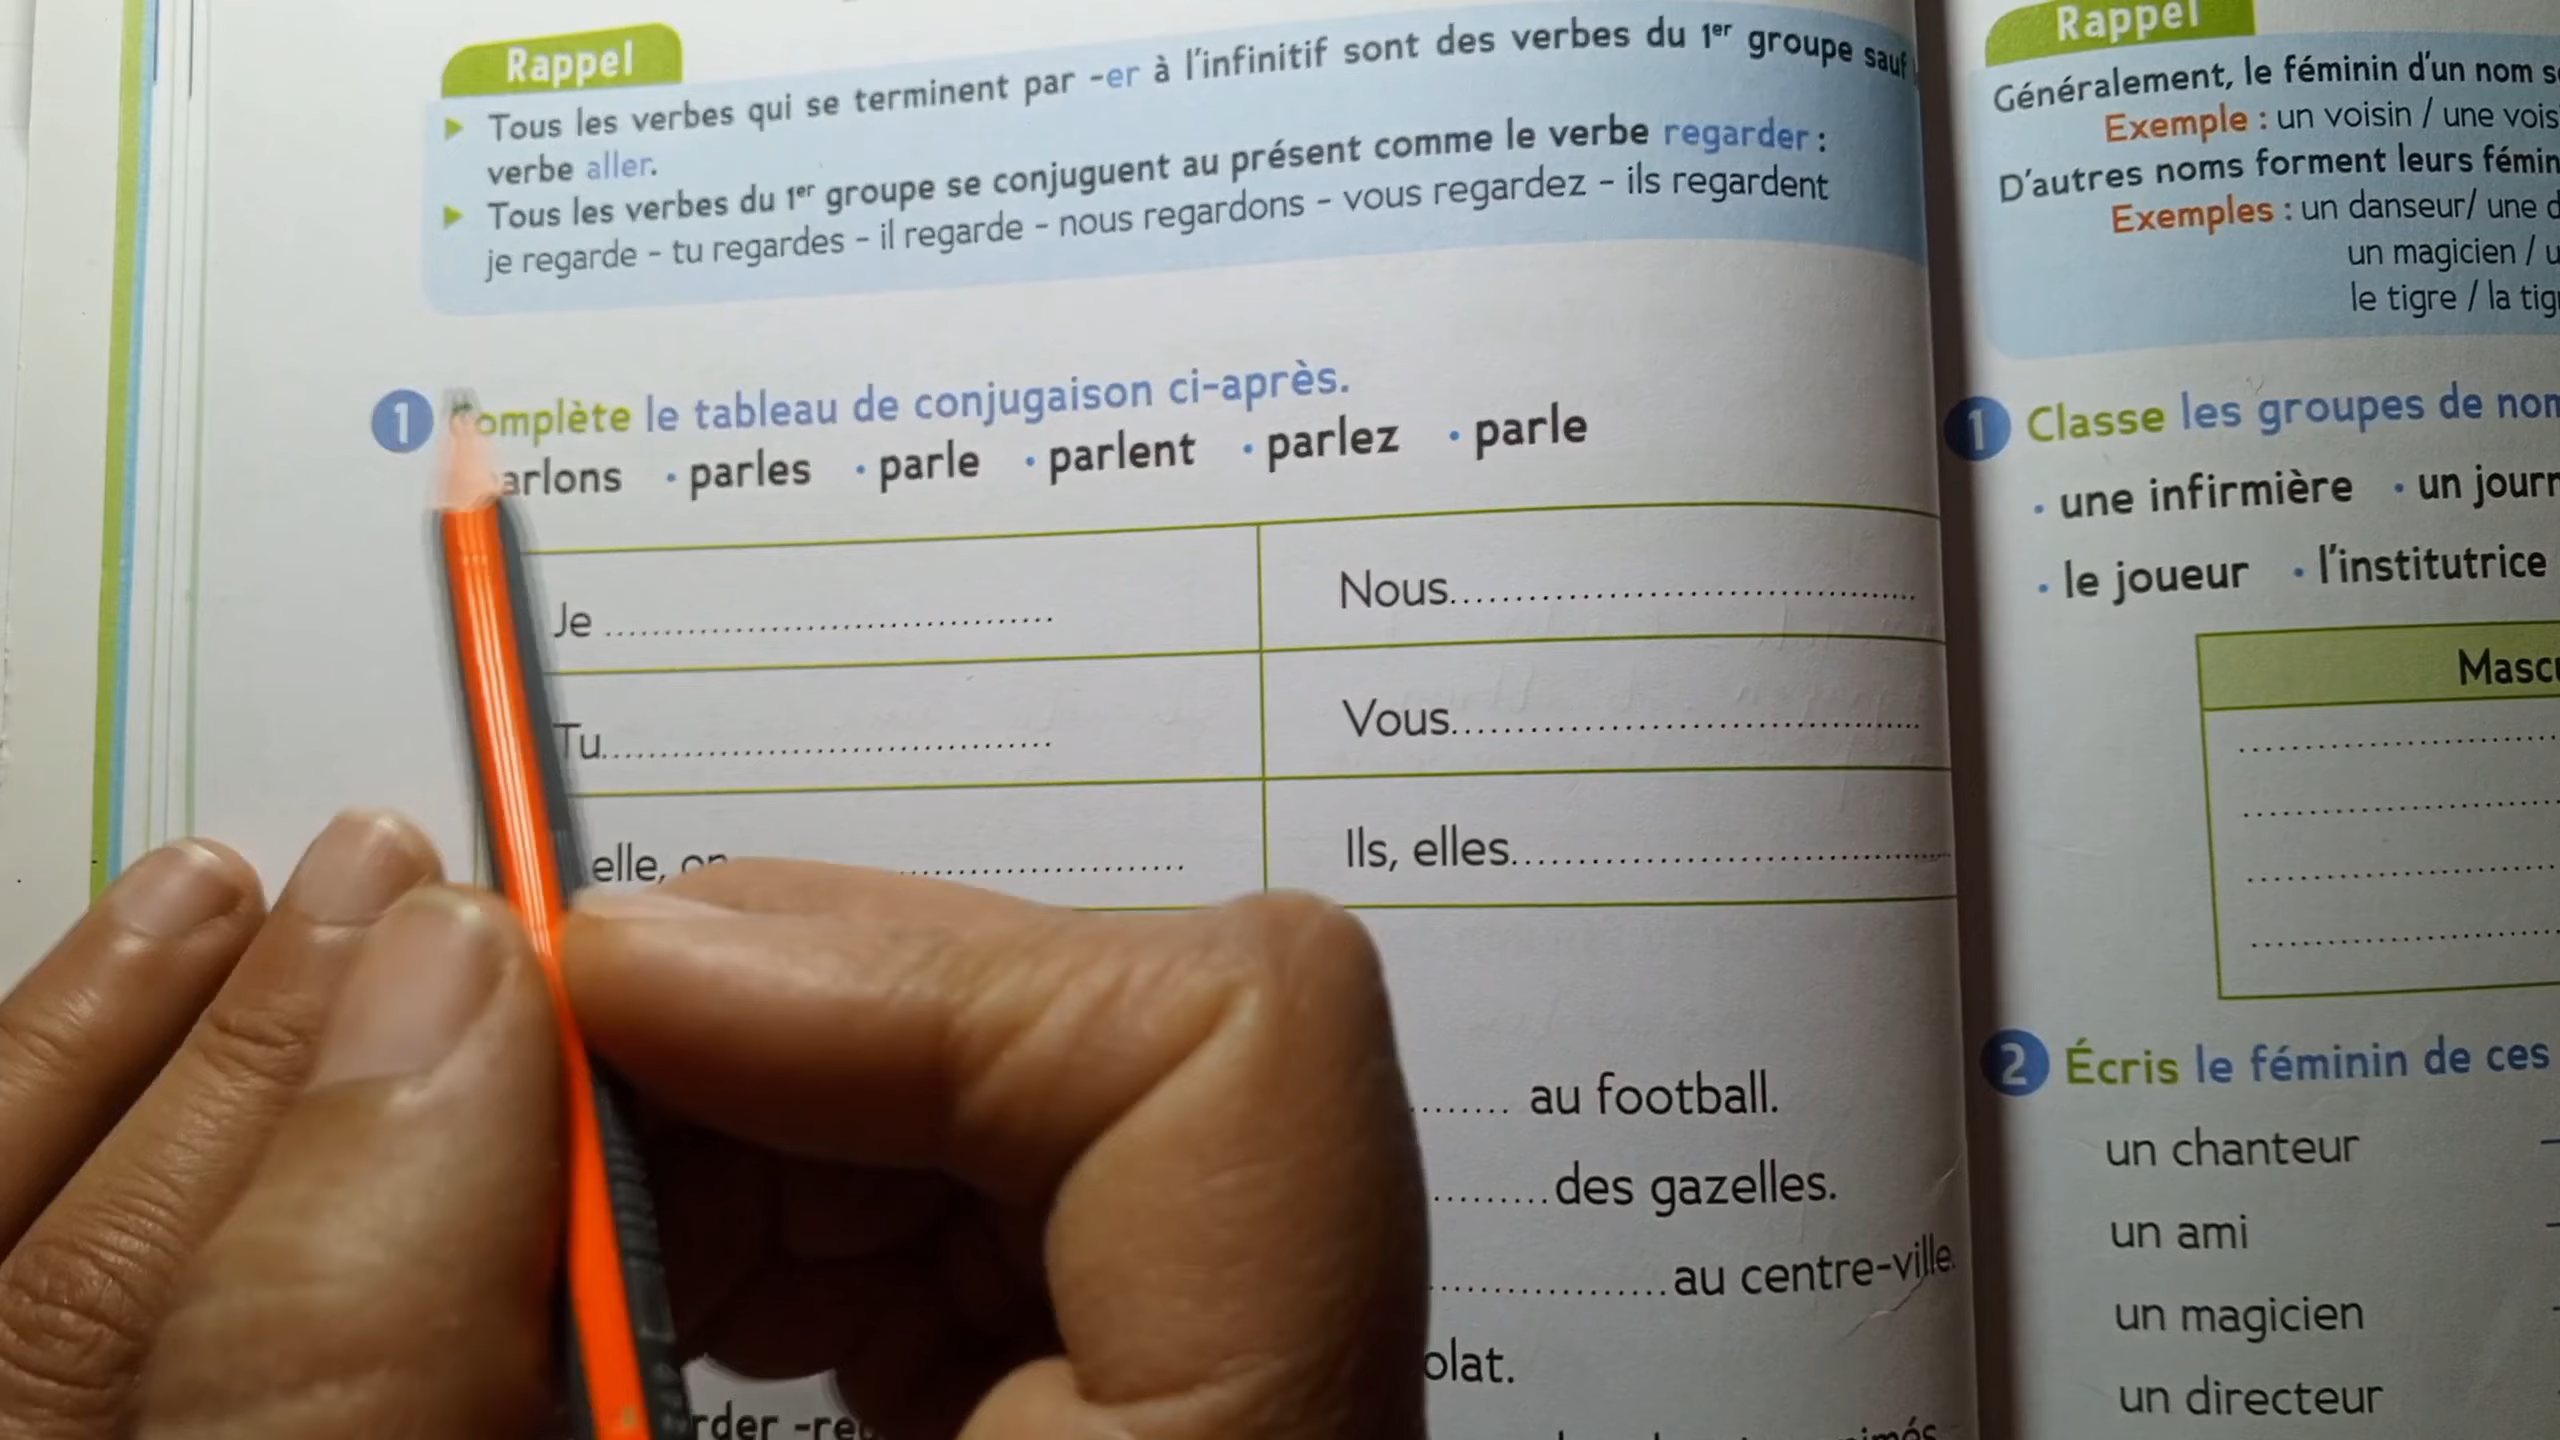 Rappel
Tous les verbes qui se terminent par -er à l'infinitif sont des verbes du 1er groupe sauf
verbe aller.
Tous les verbes du 1er groupe se conjuguent au présent comme le verbe regarder :
je regarde - tu regardes - il regarde - nous regardons - vous regardez - ils regardent
1 Complète le tableau de conjugaison ci-après.
arlons • parles • parle • parlent • parlez • parle
Je ........ Nous........
Tu........ Vous........
elle, on ........ Ils, elles........
........ au football.
........des gazelles.
........au centre-ville.
olat.
rder -re
Rappel
Généralement, le féminin d'un nom s
Exemple : un voisin / une vois
D'autres noms forment leurs fémin
Exemples : un danseur/ une d
un magicien / u
le tigre / la tig
1 Classe les groupes de nom
• une infirmière • un journ
• le joueur • l'institutrice
Mascu
2 Écris le féminin de ces
un chanteur
un ami
un magicien
un directeur